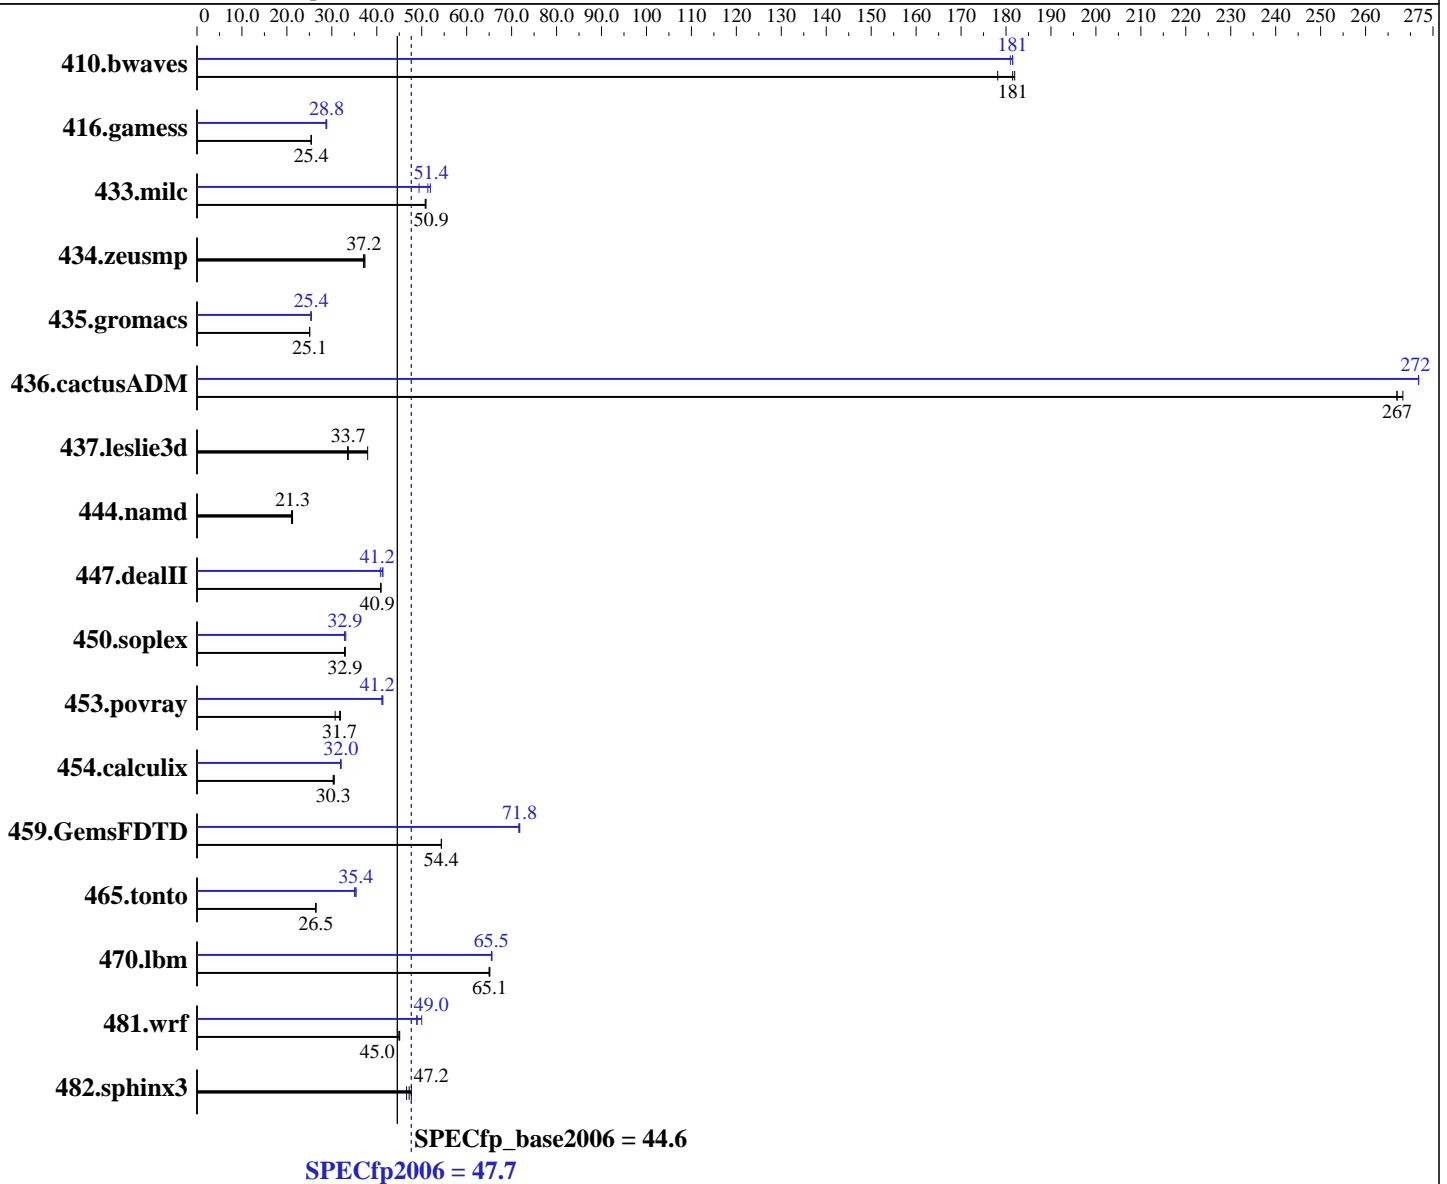 0 10.0 20.0 30.0 40.0 50.0 60.0 70.0 80.0 90.0 100 110 120 130 140 150 160 170 180 190 200 210 220 230 240 250 260 275
181
410.bwaves
181
28.8
416.gamess
25.4
51.4
433.milc
50.9
37.2
434.zeusmp
25.4
435.gromacs
25.1
272
436.cactusADM
267
33.7
437.leslie3d
21.3
444.namd
41.2
447.dealII
40.9
32.9
450.soplex
32.9
41.2
453.povray
31.7
32.0
454.calculix
30.3
71.8
459.GemsFDTD
54.4
35.4
465.tonto
26.5
65.5
470.lbm
65.1
49.0
481.wrf
45.0
47.2
482.sphinx3
SPECfp_base2006 = 44.6
SPECfp2006 = 47.7